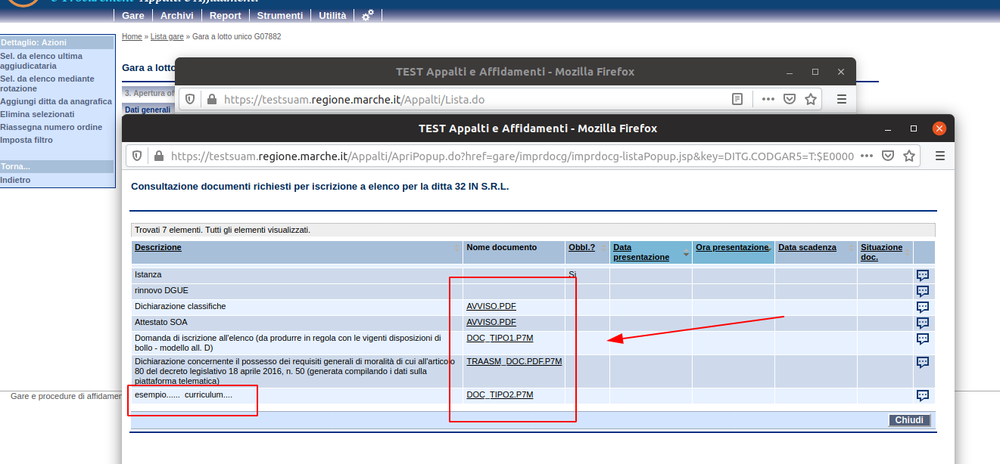 e-Procurement Appalti e Affidamenti
Gare Archivi Report Strumenti Utilità
Home » Lista gare » Gara a lotto unico G07882
Dettaglio: Azioni
Sel. da elenco ultima
aggiudicataria
Sel. da elenco mediante
rotazione
Aggiungi ditta da anagrafica
Elimina selezionati
Riassegna numero ordine
Imposta filtro
Torna...
Indietro
Gara a lotto
3. Apertura of
Dati generali
TEST Appalti e Affidamenti - Mozilla Firefox
https://testsuam.regione.marche.it/Appalti/Lista.do
TEST Appalti e Affidamenti - Mozilla Firefox
https://testsuam.regione.marche.it/Appalti/ApriPopup.do?href=gare/imprdocg/imprdocg-listaPopup.jsp&key=DITG.CODGAR5=T:$E0000
Consultazione documenti richiesti per iscrizione a elenco per la ditta 32 IN S.R.L.
Trovati 7 elementi. Tutti gli elementi visualizzati.
Descrizione Nome documento Obbl.? Data presentazione Ora presentazione Data scadenza Situazione doc.
Istanza Si
rinnovo DGUE
Dichiarazione classifiche AVVISO.PDF
Attestato SOA AVVISO.PDF
Domanda di iscrizione all'elenco (da produrre in regola con le vigenti disposizioni di DOC_TIPO1.P7M
bollo - modello all. D)
Dichiarazione concernente il possesso dei requisiti generali di moralità di cui all'articolo TRAASM_DOC.PDF.P7M
80 del decreto legislativo 18 aprile 2016, n. 50 (generata compilando i dati sulla
piattaforma telematica)
esempio...... curriculum.... DOC_TIPO2.P7M
Chiudi
Gare e procedure di affidamen